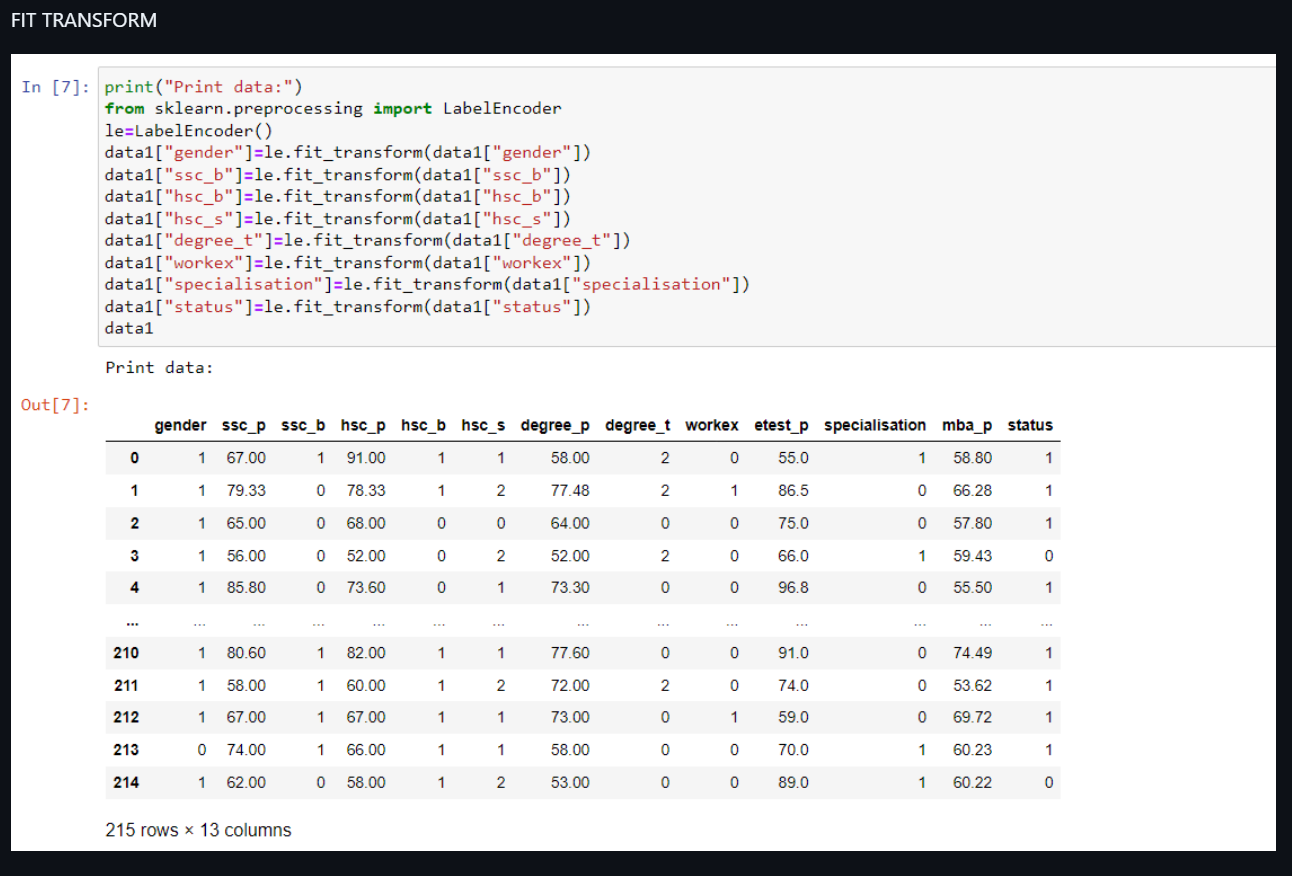 FIT TRANSFORM
In [7]: print("Print data:")
from sklearn.preprocessing import LabelEncoder
le=LabelEncoder()
data1["gender"]=le.fit_transform(data1["gender"])
data1["ssc_b"]=le.fit_transform(data1["ssc_b"])
data1["hsc_b"]=le.fit_transform(data1["hsc_b"])
data1["hsc_s"]=le.fit_transform(data1["hsc_s"])
data1["degree_t"]=le.fit_transform(data1["degree_t"])
data1["workex"]=le.fit_transform(data1["workex"])
data1["specialisation"]=le.fit_transform(data1["specialisation"])
data1["status"]=le.fit_transform(data1["status"])
data1
Print data:
Out[7]:
gender ssc_p ssc_b hsc_p hsc_b hsc_s degree_p degree_t workex etest_p specialisation mba_p status
0 1 67.00 1 91.00 1 1 58.00 2 0 55.0 1 58.80 1
1 1 79.33 0 78.33 1 2 77.48 2 1 86.5 0 66.28 1
2 1 65.00 0 68.00 0 0 64.00 0 0 75.0 0 57.80 1
3 1 56.00 0 52.00 0 2 52.00 2 0 66.0 1 59.43 0
4 1 85.80 0 73.60 0 1 73.30 0 0 96.8 0 55.50 1
... ... ... ... ... ... ... ... ... ... ... ... ... ...
210 1 80.60 1 82.00 1 1 77.60 0 0 91.0 0 74.49 1
211 1 58.00 1 60.00 1 2 72.00 2 0 74.0 0 53.62 1
212 1 67.00 1 67.00 1 1 73.00 0 1 59.0 0 69.72 1
213 0 74.00 1 66.00 1 1 58.00 0 0 70.0 1 60.23 1
214 1 62.00 0 58.00 1 2 53.00 0 0 89.0 1 60.22 0
215 rows × 13 columns